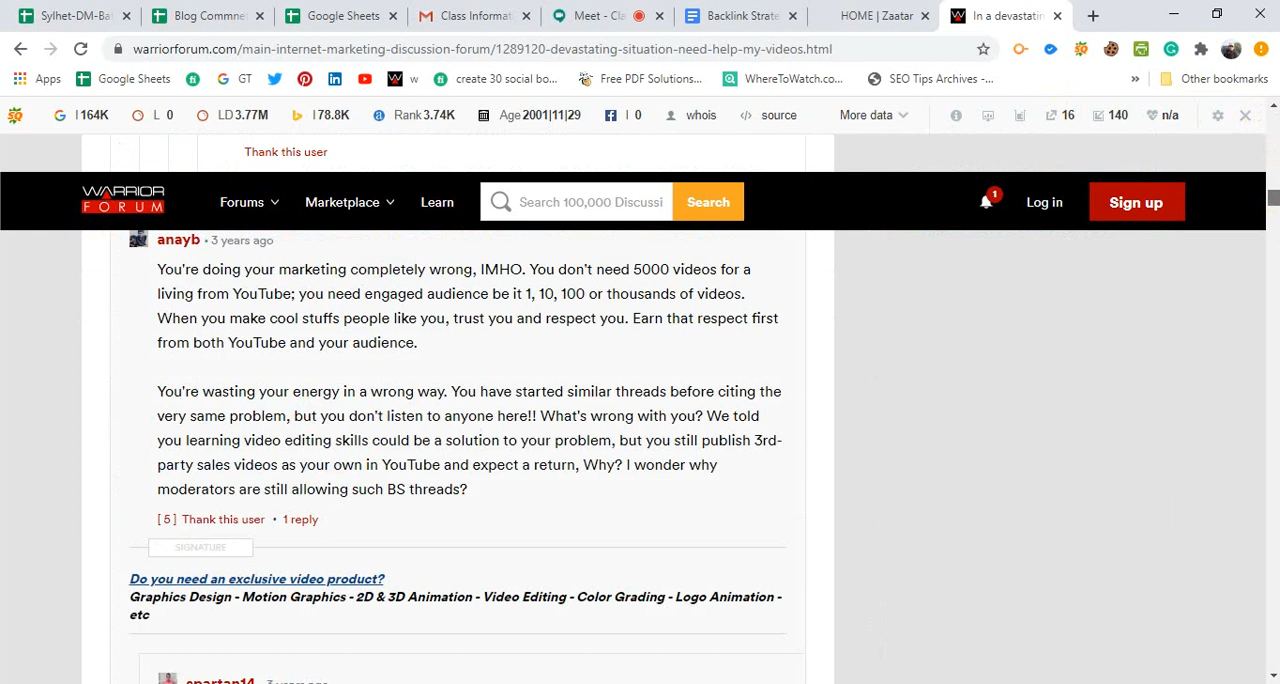 Sylhet-DM-Ba
Blog Commne
Google Sheets
Class Informat
Meet - Cla
Backlink Strate
HOME | Zaatar
In a devastatin
warriorforum.com/main-internet-marketing-discussion-forum/1289120-devastating-situation-need-help-my-videos.html
Apps
Google Sheets
GT
w
create 30 social bo...
Free PDF Solutions...
WhereToWatch.co...
SEO Tips Archives -...
»
Other bookmarks
I 164K
L 0
LD 3.77M
I 78.8K
Rank 3.74K
Age 2001|11|29
I 0
whois
source
More data
16
140
n/a
Thank this user
WARRIOR
FORUM
Forums
Marketplace
Learn
Search 100,000 Discussi
Search
1
Log in
Sign up
anayb • 3 years ago
You're doing your marketing completely wrong, IMHO. You don't need 5000 videos for a
living from YouTube; you need engaged audience be it 1, 10, 100 or thousands of videos.
When you make cool stuffs people like you, trust you and respect you. Earn that respect first
from both YouTube and your audience.
You're wasting your energy in a wrong way. You have started similar threads before citing the
very same problem, but you don't listen to anyone here!! What's wrong with you? We told
you learning video editing skills could be a solution to your problem, but you still publish 3rd-
party sales videos as your own in YouTube and expect a return, Why? I wonder why
moderators are still allowing such BS threads?
[ 5 ] Thank this user • 1 reply
SIGNATURE
Do you need an exclusive video product?
Graphics Design - Motion Graphics - 2D & 3D Animation - Video Editing - Color Grading - Logo Animation -
etc
spartan14 3 years ago